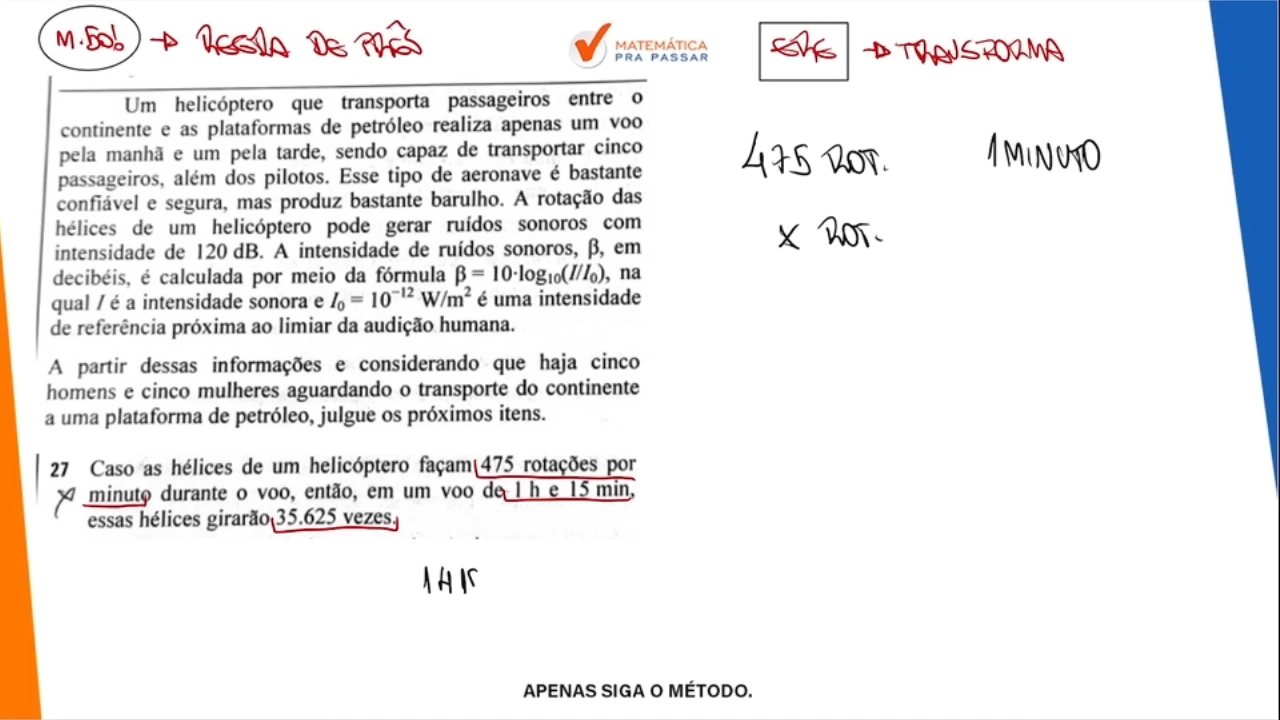 M.50% → REGRA DE TRÊS
MATEMÁTICA
PRA PASSAR
→ TRANSFORMA
Um helicóptero que transporta passageiros entre o
continente e as plataformas de petróleo realiza apenas um voo
pela manhã e um pela tarde, sendo capaz de transportar cinco
passageiros, além dos pilotos. Esse tipo de aeronave é bastante
confiável e segura, mas produz bastante barulho. A rotação das
hélices de um helicóptero pode gerar ruídos sonoros com
intensidade de 120 dB. A intensidade de ruídos sonoros, β, em
decibéis, é calculada por meio da fórmula β = 10·log₁₀(I/I₀), na
qual I é a intensidade sonora e I₀ = 10⁻¹² W/m² é uma intensidade
de referência próxima ao limiar da audição humana.
A partir dessas informações e considerando que haja cinco
homens e cinco mulheres aguardando o transporte do continente
a uma plataforma de petróleo, julgue os próximos itens.
27 Caso as hélices de um helicóptero façam 475 rotações por
minuto durante o voo, então, em um voo de 1 h e 15 min,
essas hélices girarão 35.625 vezes.
475 ROT. 1 MINUTO
X ROT.
1H
APENAS SIGA O MÉTODO.